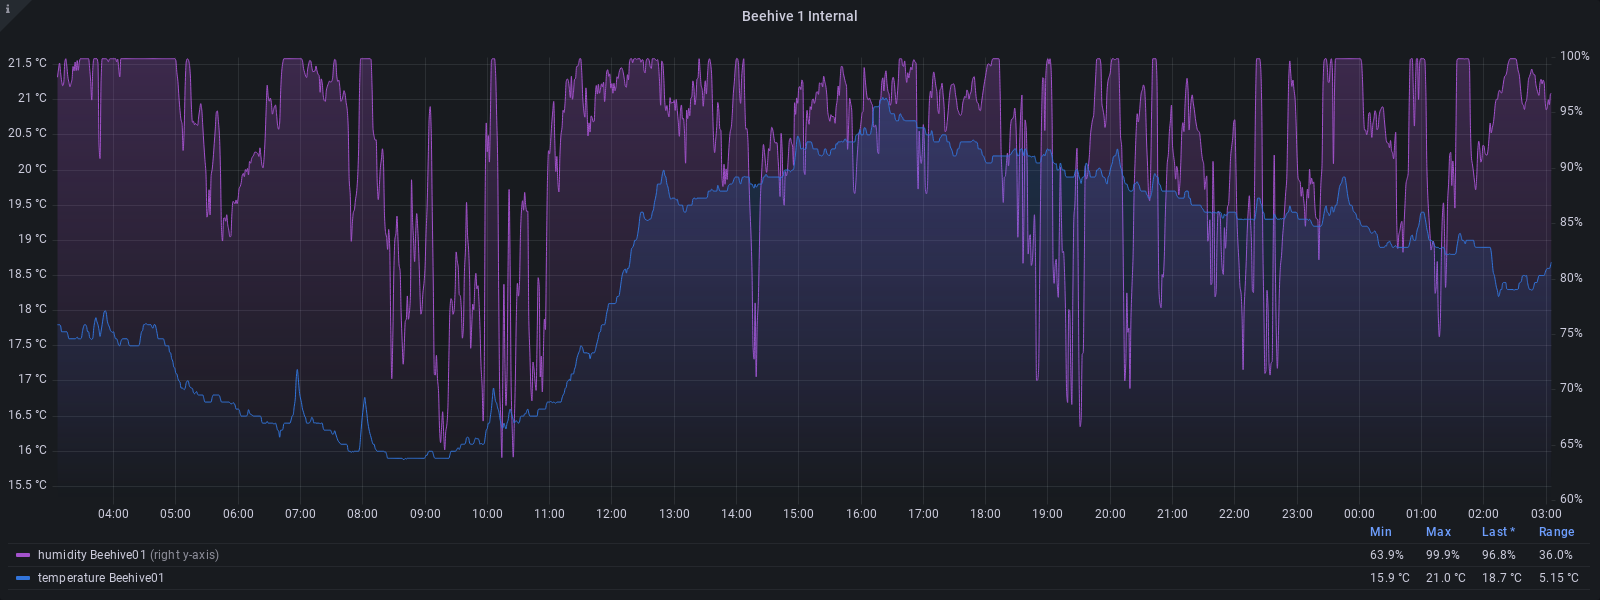 i
Beehive 1 Internal
21.5 °C
21 °C
20.5 °C
20 °C
19.5 °C
19 °C
18.5 °C
18 °C
17.5 °C
17 °C
16.5 °C
16 °C
15.5 °C
100%
95%
90%
85%
80%
75%
70%
65%
60%
04:00 05:00 06:00 07:00 08:00 09:00 10:00 11:00 12:00 13:00 14:00 15:00 16:00 17:00 18:00 19:00 20:00 21:00 22:00 23:00 00:00 01:00 02:00 03:00
Min Max Last * Range
humidity Beehive01 (right y-axis) 63.9% 99.9% 96.8% 36.0%
temperature Beehive01 15.9 °C 21.0 °C 18.7 °C 5.15 °C